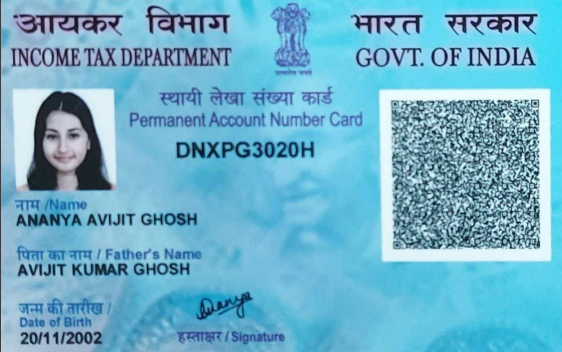 आयकर विभाग
INCOME TAX DEPARTMENT
भारत सरकार
GOVT. OF INDIA
सत्यमेव जयते
स्थायी लेखा संख्या कार्ड
Permanent Account Number Card
DNXPG3020H
नाम /Name
ANANYA AVIJIT GHOSH
पिता का नाम / Father's Name
AVIJIT KUMAR GHOSH
जन्म की तारीख /
Date of Birth
20/11/2002
Ananya
हस्ताक्षर / Signature